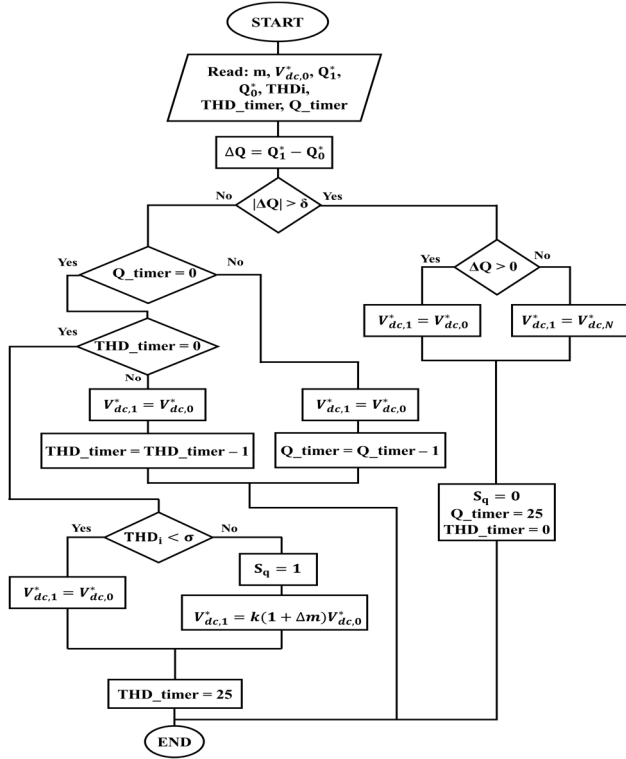 START
Read: m, V*dc,0, Q*1,
Q*0, THDi,
THD_timer, Q_timer
ΔQ = Q*1 − Q*0
No
|ΔQ| > δ
Yes
Yes
Q_timer = 0
No
Yes
ΔQ > 0
No
V*dc,1 = V*dc,0
V*dc,1 = V*dc,N
Yes
THD_timer = 0
No
V*dc,1 = V*dc,0
V*dc,1 = V*dc,0
THD_timer = THD_timer − 1
Q_timer = Q_timer − 1
Sq = 0
Q_timer = 25
THD_timer = 0
Yes
THDi < σ
No
Sq = 1
V*dc,1 = V*dc,0
V*dc,1 = k(1 + Δm)V*dc,0
THD_timer = 25
END